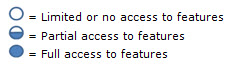 = Limited or no access to features
= Partial access to features
= Full access to features